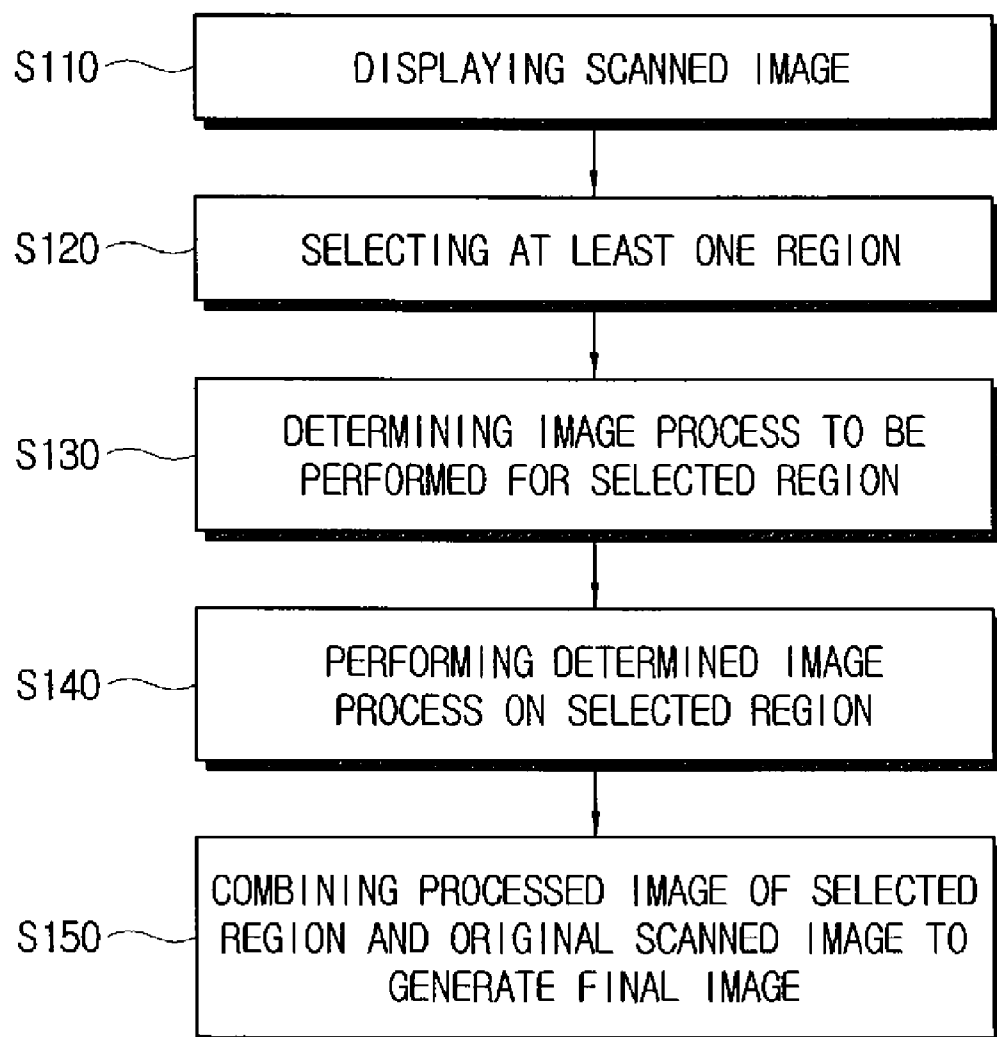 S110
DISPLAYING SCANNED IMAGE
S120
SELECTING AT LEAST ONE REGION
S130
DETERMINING IMAGE PROCESS TO BE
PERFORMED FOR SELECTED REGION
S140
PERFORMING DETERMINED IMAGE
PROCESS ON SELECTED REGION
S150
COMBINING PROCESSED IMAGE OF SELECTED
REGION AND ORIGINAL SCANNED IMAGE TO
GENERATE FINAL IMAGE